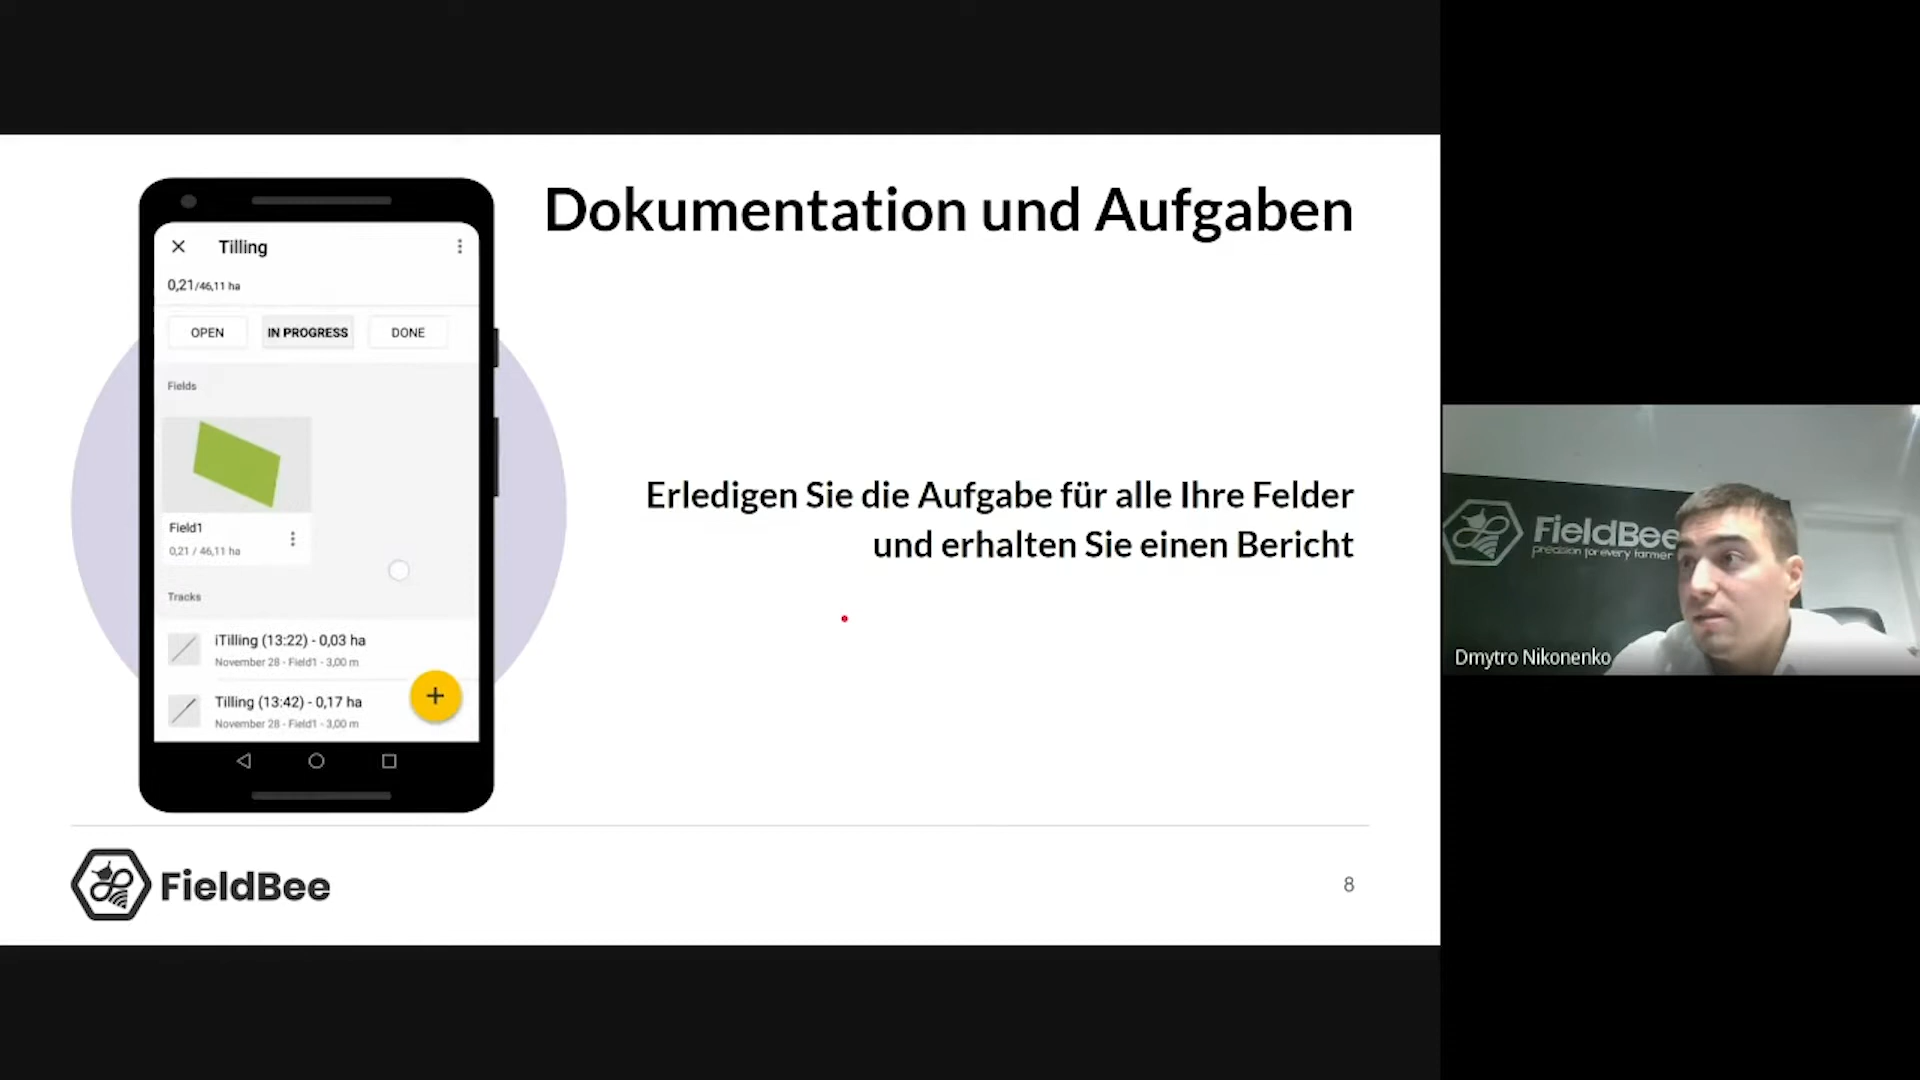 Dokumentation und Aufgaben
Tilling
0,21/46,11 ha
OPEN
IN PROGRESS
DONE
Fields
Field1
0,21 / 46,11 ha
Tracks
iTilling (13:22) - 0,03 ha
November 28 - Field1 - 3,00 m
Tilling (13:42) - 0,17 ha
November 28 - Field1 - 3,00 m
Erledigen Sie die Aufgabe für alle Ihre Felder
und erhalten Sie einen Bericht
FieldBee
8
FieldBee
precision for every farmer
Dmytro Nikonenko